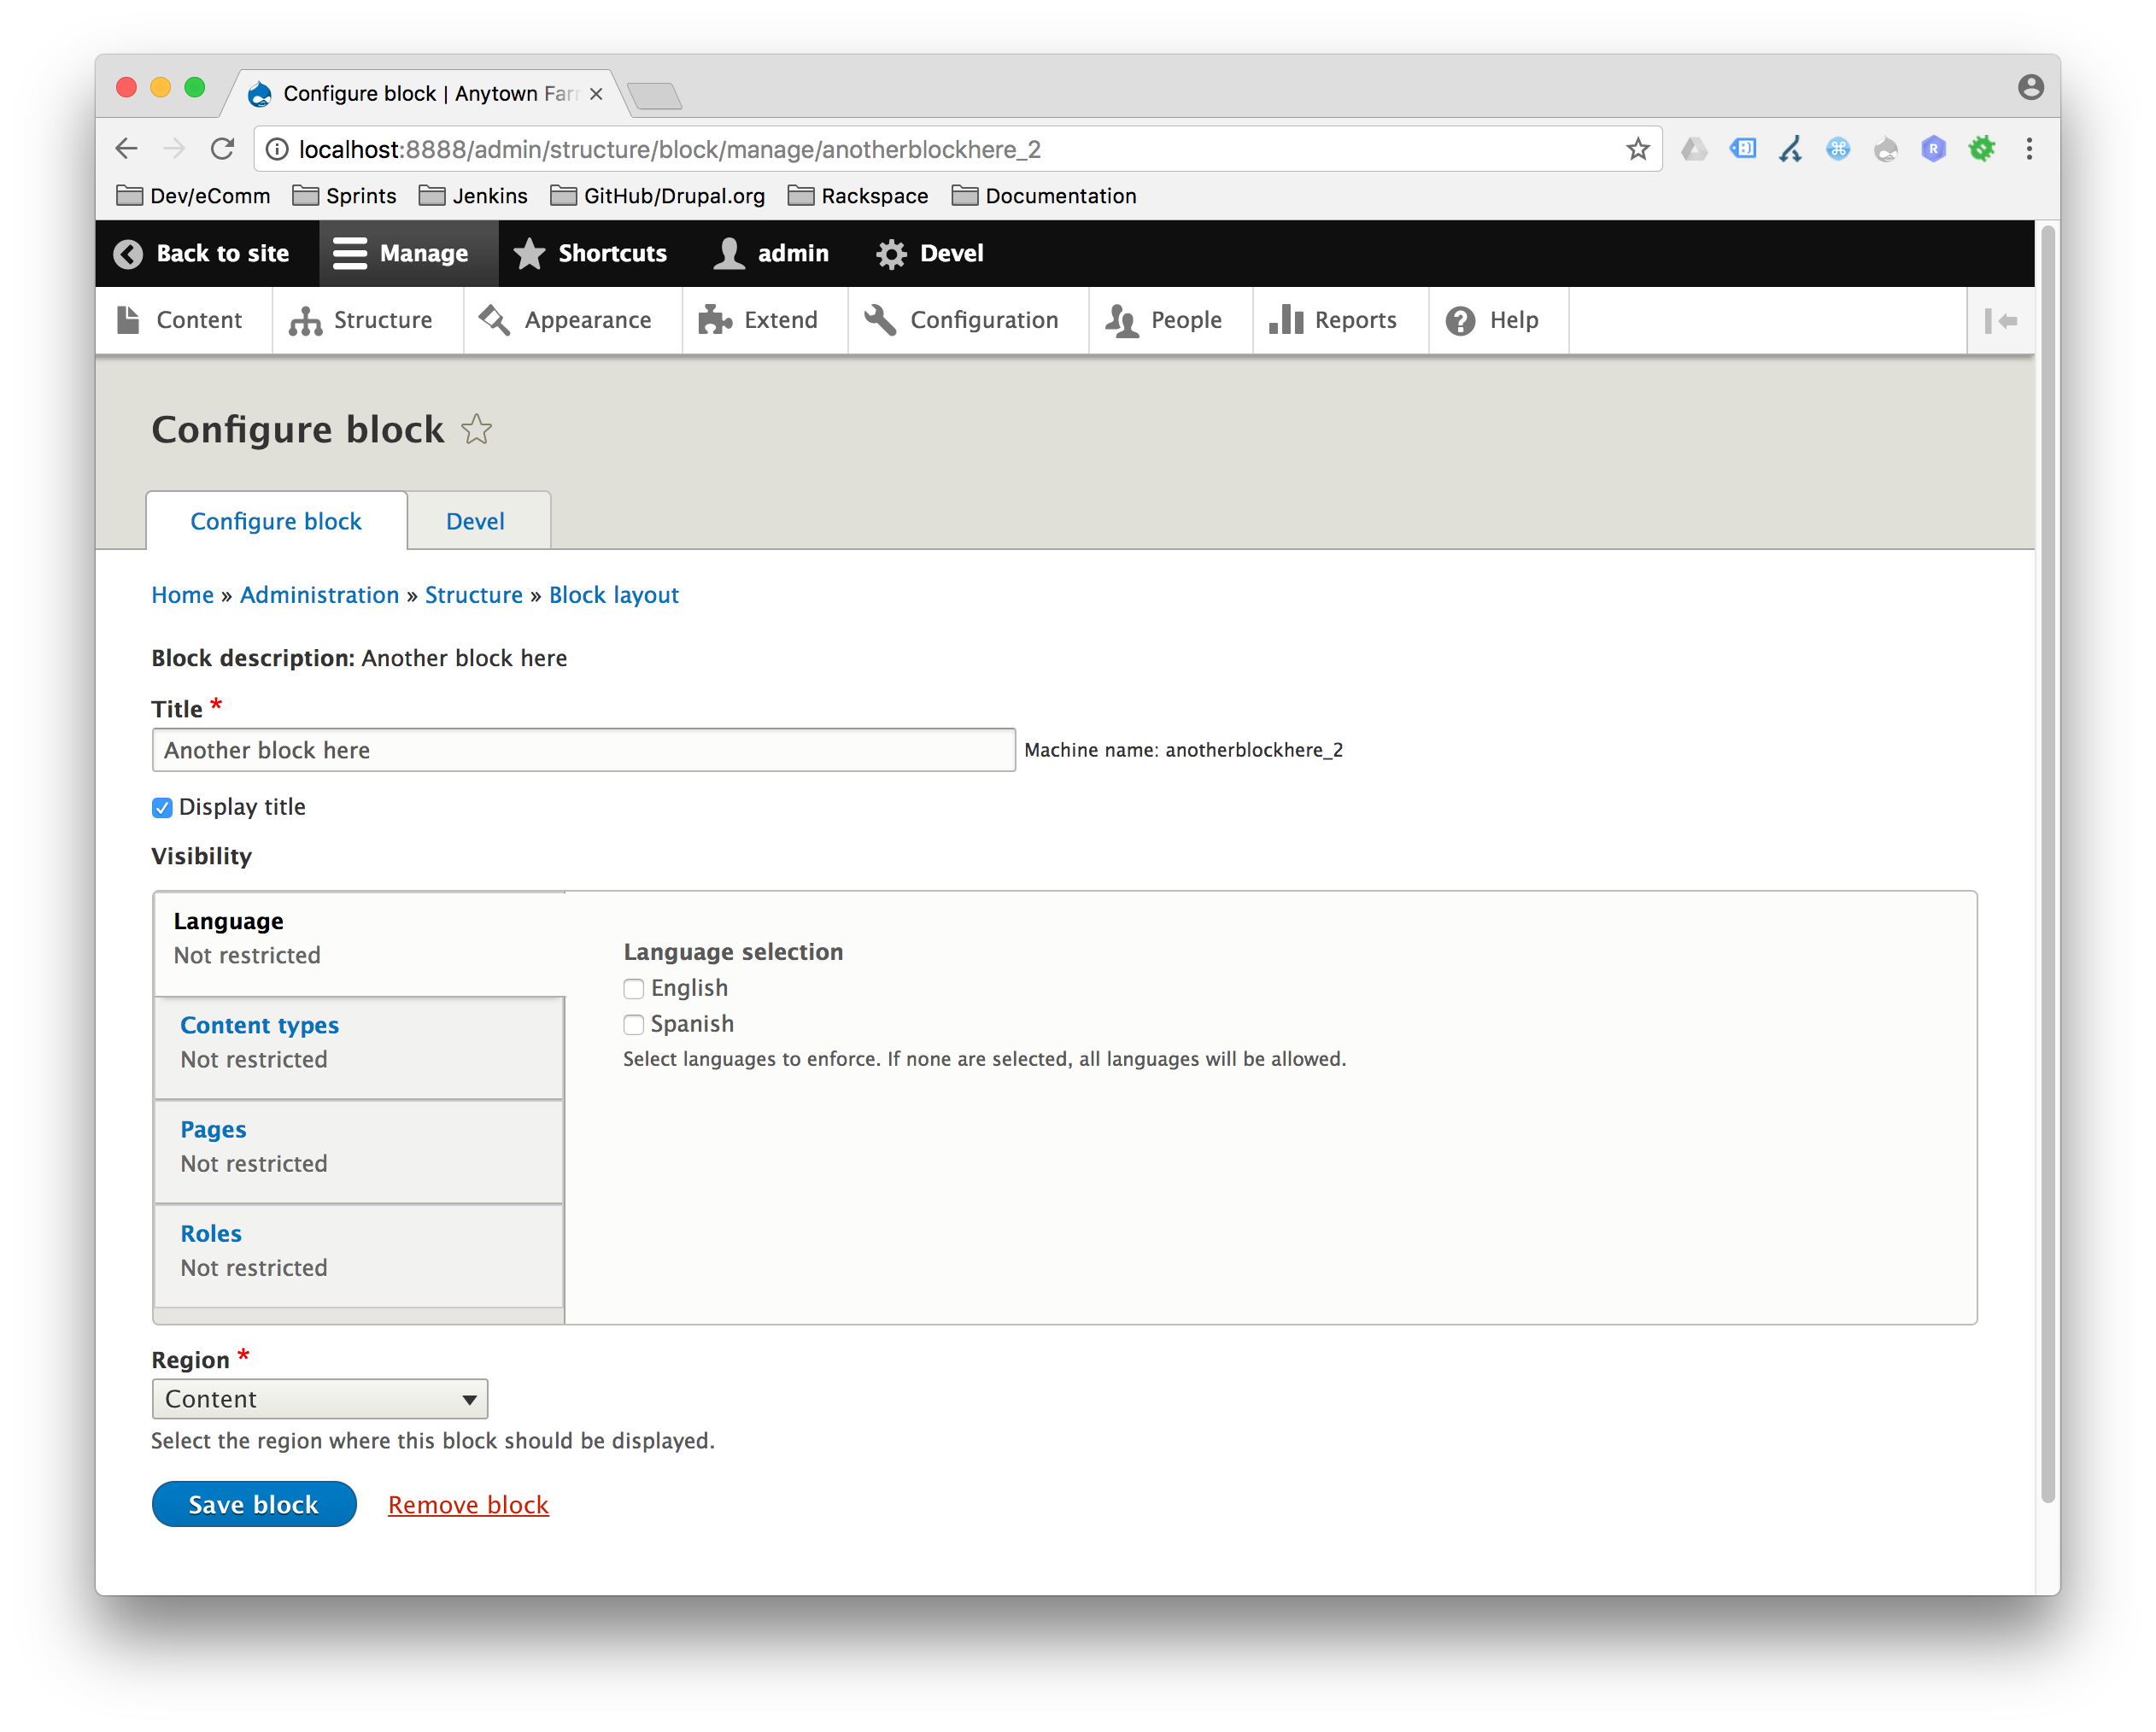 Configure block | Anytown Far
localhost:8888/admin/structure/block/manage/anotherblockhere_2
Dev/eComm Sprints Jenkins GitHub/Drupal.org Rackspace Documentation
Back to site Manage Shortcuts admin Devel
Content Structure Appearance Extend Configuration People Reports Help
Configure block
Configure block Devel
Home » Administration » Structure » Block layout
Block description: Another block here
Title *
Another block here Machine name: anotherblockhere_2
Display title
Visibility
Language
Not restricted
Content types
Not restricted
Pages
Not restricted
Roles
Not restricted
Language selection
English
Spanish
Select languages to enforce. If none are selected, all languages will be allowed.
Region *
Content
Select the region where this block should be displayed.
Save block Remove block